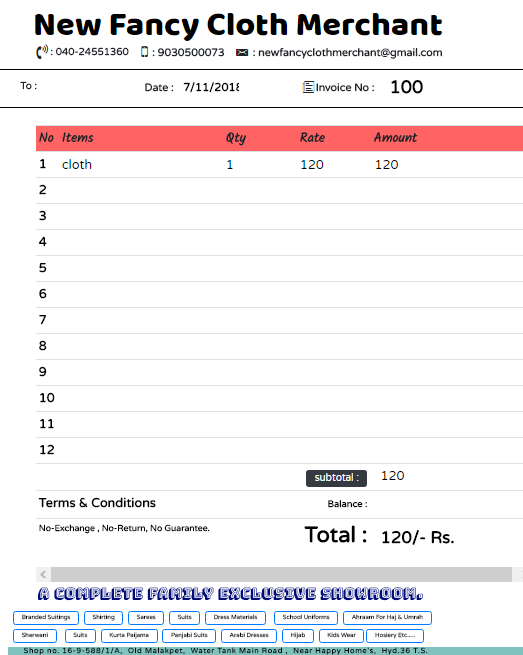 New Fancy Cloth Merchant
: 040-24551360 : 9030500073 : newfancyclothmerchant@gmail.com
To : Date : 7/11/2018 Invoice No : 100
No Items Qty Rate Amount
1 cloth 1 120 120
2
3
4
5
6
7
8
9
10
11
12
subtotal : 120
Terms & Conditions Balance :
No-Exchange , No-Return, No Guarantee.
Total : 120/- Rs.
A COMPLETE FAMILY EXCLUSIVE SHOWROOM.
Branded Suitings Shirting Sarees Suits Dress Materials School Uniforms Ahraam For Haj & Umrah
Sherwani Suits Kurta Paijama Panjabi Suits Arabi Dresses Hijab Kids Wear Hosiery Etc.....
Shop no. 16-9-588/1/A, Old Malakpet, Water Tank Main Road , Near Happy Home's, Hyd.36 T.S.